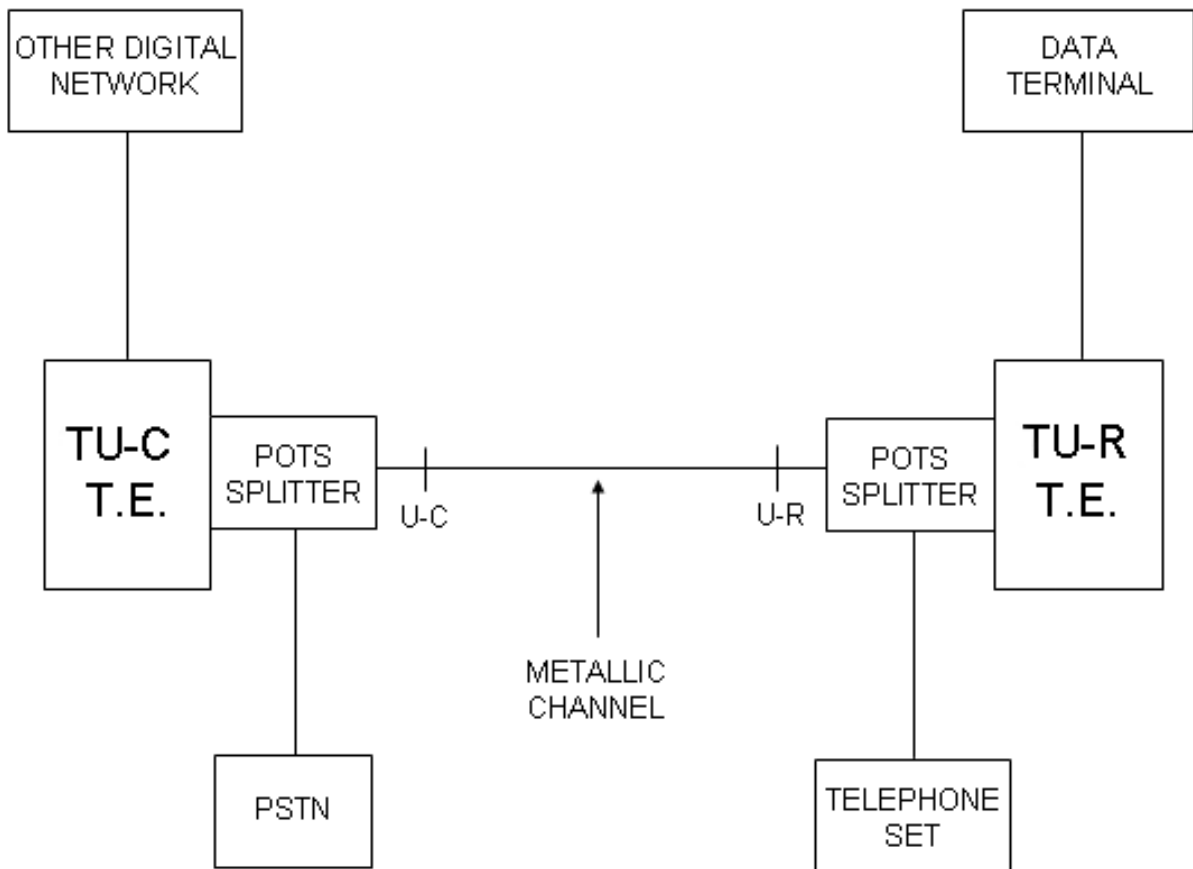 OTHER DIGITAL
NETWORK
DATA
TERMINAL
TU-C
T.E.
POTS
SPLITTER
U-C
U-R
POTS
SPLITTER
TU-R
T.E.
METALLIC
CHANNEL
PSTN
TELEPHONE
SET